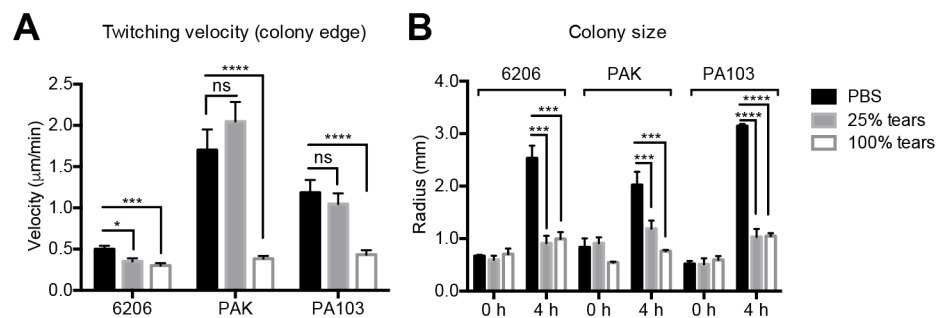 A
Twitching velocity (colony edge)
Velocity (μm/min)
2.5
2.0
1.5
1.0
0.5
0.0
*
***
ns
****
ns
****
6206
PAK
PA103
B
Colony size
6206
PAK
PA103
Radius (mm)
4.0
3.0
2.0
1.0
0.0
***
***
***
***
****
****
0 h
4 h
0 h
4 h
0 h
4 h
PBS
25% tears
100% tears